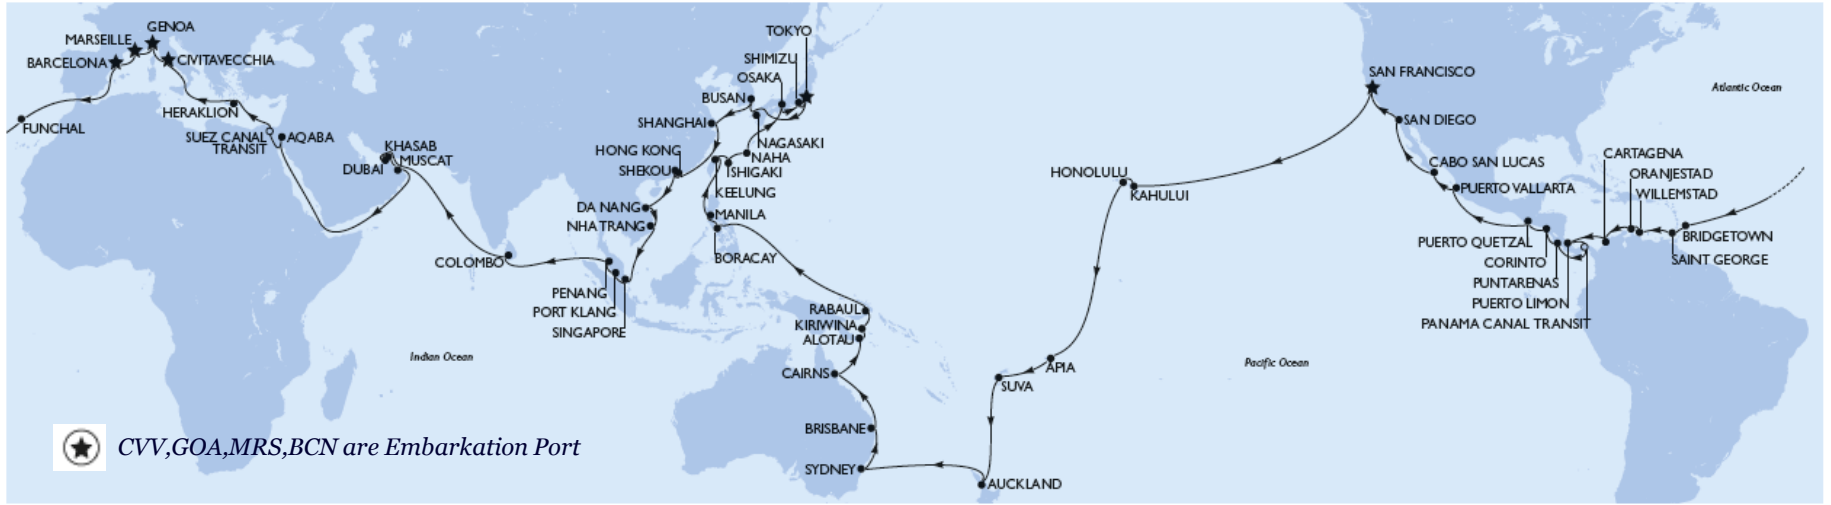 GENOA
MARSEILLE
BARCELONA
CIVITAVECCHIA
HERAKLION
FUNCHAL
SUEZ CANAL
TRANSIT
AQABA
KHASAB
MUSCAT
DUBAI
COLOMBO
PENANG
PORT KLANG
SINGAPORE
TOKYO
SHIMIZU
OSAKA
BUSAN
SHANGHAI
NAGASAKI
HONG KONG
NAHA
SHEKOU
ISHIGAKI
KEELUNG
DA NANG
MANILA
NHA TRANG
BORACAY
RABAUL
KIRIWINA
ALOTAU
CAIRNS
BRISBANE
SYDNEY
AUCKLAND
SUVA
APIA
HONOLULU
KAHULUI
SAN FRANCISCO
SAN DIEGO
CABO SAN LUCAS
PUERTO VALLARTA
CARTAGENA
ORANJESTAD
WILLEMSTAD
BRIDGETOWN
SAINT GEORGE
PUERTO QUETZAL
CORINTO
PUNTARENAS
PUERTO LIMON
PANAMA CANAL TRANSIT
Atlantic Ocean
Indian Ocean
Pacific Ocean
CVV,GOA,MRS,BCN are Embarkation Port